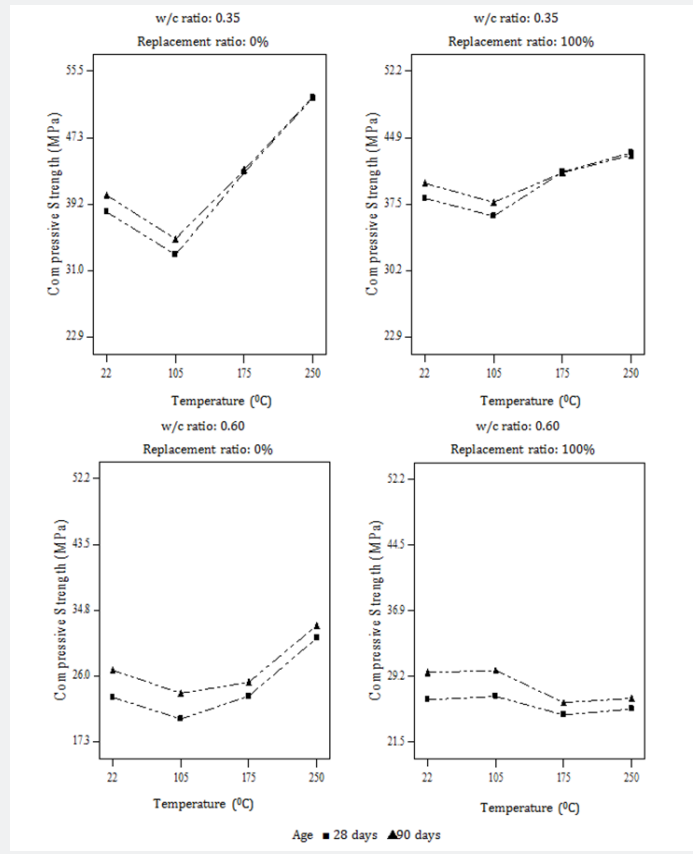 w/c ratio: 0.35
Replacement ratio: 0%
55.5
47.3
39.2
31.0
22.9
Compressive Strength (MPa)
22 105 175 250
Temperature (⁰C)
w/c ratio: 0.35
Replacement ratio: 100%
52.2
44.9
37.5
30.2
22.9
Compressive Strength (MPa)
22 105 175 250
Temperature (⁰C)
w/c ratio: 0.60
Replacement ratio: 0%
52.2
43.5
34.8
26.0
17.3
Compressive Strength (MPa)
22 105 175 250
Temperature (⁰C)
w/c ratio: 0.60
Replacement ratio: 100%
52.2
44.5
36.9
29.2
21.5
Compressive Strength (MPa)
22 105 175 250
Temperature (⁰C)
Age ■ 28 days ▲90 days